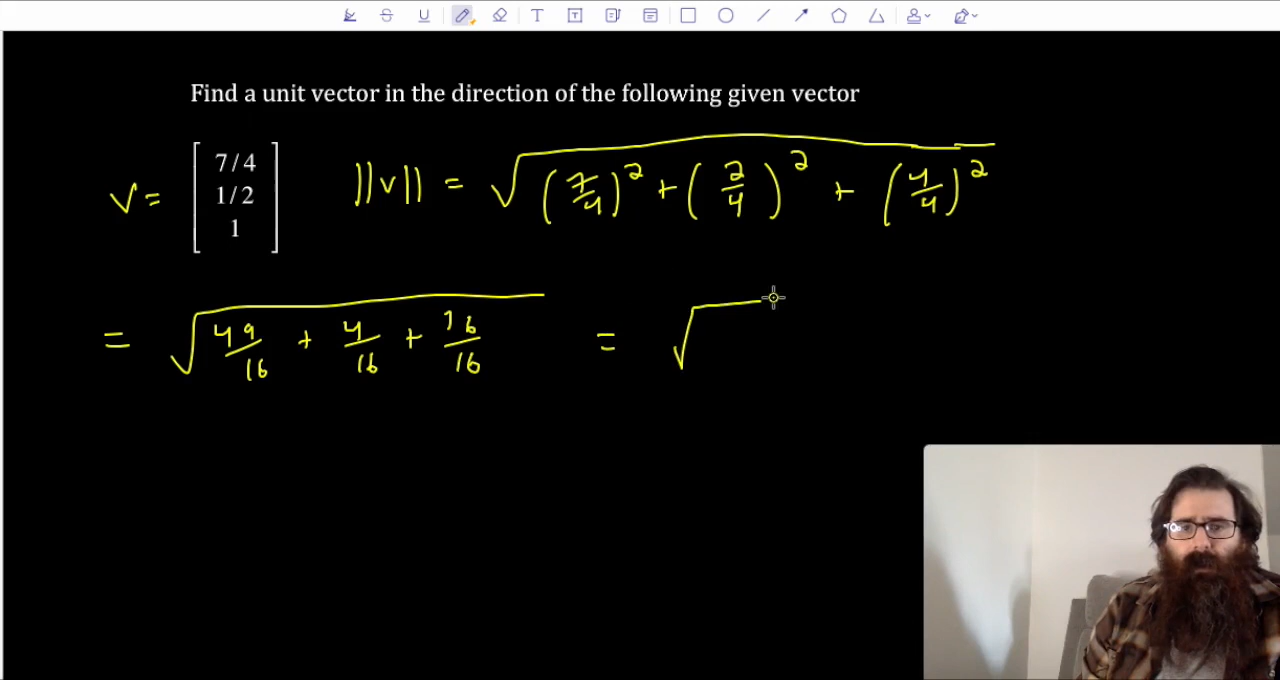 Find a unit vector in the direction of the following given vector
v = [ 7/4 1/2 1 ] ||v|| = √( (7/4)² + (2/4)² + (4/4)² )
= √( 49/16 + 4/16 + 16/16 ) = √